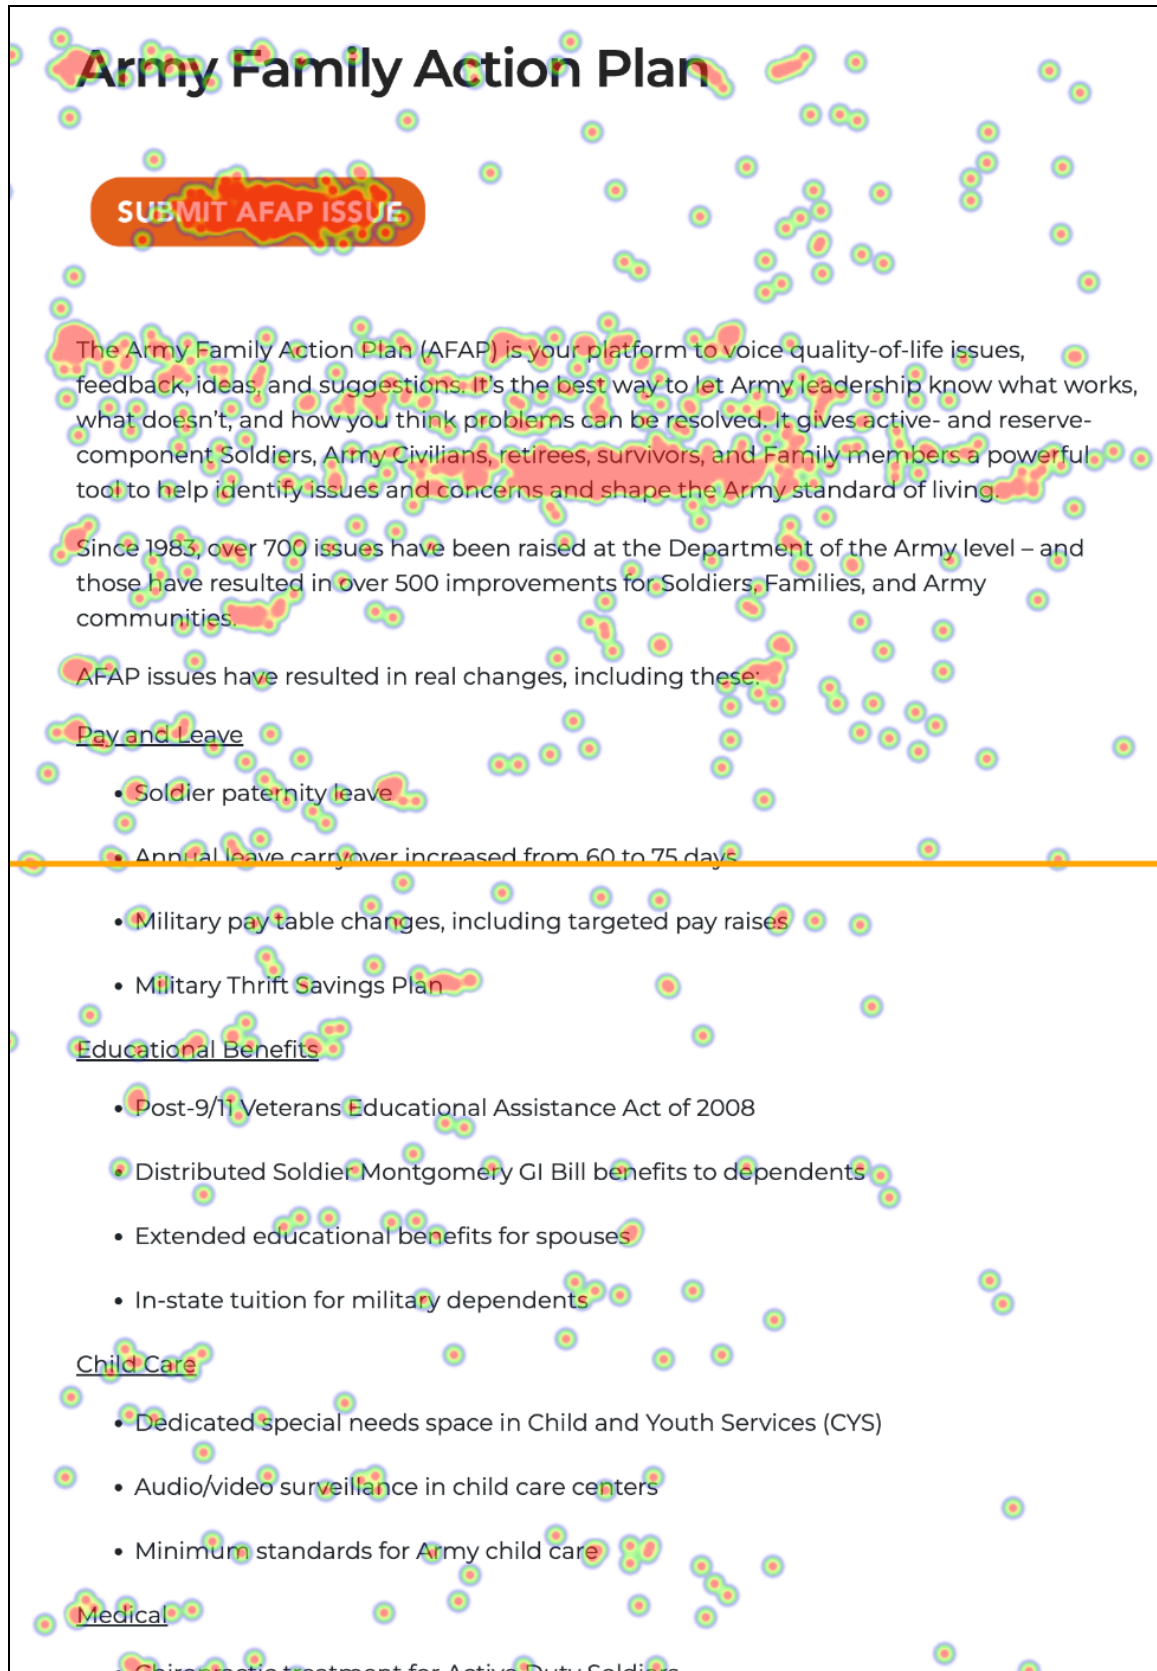 Army Family Action Plan
SUBMIT AFAP ISSUE
The Army Family Action Plan (AFAP) is your platform to voice quality-of-life issues,
feedback, ideas, and suggestions. It's the best way to let Army leadership know what works,
what doesn't, and how you think problems can be resolved. It gives active- and reserve-
component Soldiers, Army Civilians, retirees, survivors, and Family members a powerful
tool to help identify issues and concerns and shape the Army standard of living.
Since 1983, over 700 issues have been raised at the Department of the Army level – and
those have resulted in over 500 improvements for Soldiers, Families, and Army
communities.
AFAP issues have resulted in real changes, including these:
Pay and Leave
• Soldier paternity leave
• Annual leave carryover increased from 60 to 75 days
• Military pay table changes, including targeted pay raises
• Military Thrift Savings Plan
Educational Benefits
• Post-9/11 Veterans Educational Assistance Act of 2008
• Distributed Soldier Montgomery GI Bill benefits to dependents
• Extended educational benefits for spouses
• In-state tuition for military dependents
Child Care
• Dedicated special needs space in Child and Youth Services (CYS)
• Audio/video surveillance in child care centers
• Minimum standards for Army child care
Medical
• Chiropractic treatment for Active Duty Soldiers